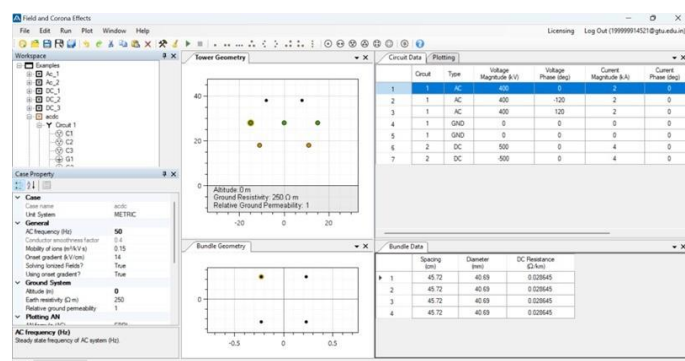 Field and Corona Effects
File Edit Run Plot Window Help
Licensing Log Out (199999914521@gtu.edu.in)
Workspace
Examples
Ac_1
Ac_2
DC_1
DC_2
DC_3
acdc
Circuit 1
C1
C2
C3
G1
Case Property
Case
Case name acdc
Unit System METRIC
General
AC frequency (Hz) 50
Conductor smoothness factor 0.4
Mobility of ions (m²/kV·s) 0.15
Onset gradient (kV/cm) 14
Solving Ionized Fields? True
Using onset gradient? True
Ground System
Altitude (m) 0
Earth resistivity (Ω·m) 250
Relative ground permeability 1
Plotting AN
AC frequency (Hz)
Steady state frequency of AC system (Hz).
Tower Geometry
40
20
0
Altitude: 0 m
Ground Resistivity: 250 Ω·m
Relative Ground Permeability: 1
-20 0 20
Bundle Geometry
0
-0.5 0 0.5
Circuit Data Plotting
Circuit Type Voltage Magnitude (kV) Voltage Phase (deg) Current Magnitude (kA) Current Phase (deg)
1 1 AC 400 0 2 0
2 1 AC 400 -120 2 0
3 1 AC 400 120 2 0
4 1 GND 0 0 0 0
5 1 GND 0 0 0 0
6 2 DC 500 0 4 0
7 2 DC -500 0 4 0
Bundle Data
Spacing (cm) Diameter (mm) DC Resistance (Ω/km)
1 45.72 40.69 0.028645
2 45.72 40.69 0.028645
3 45.72 40.69 0.028645
4 45.72 40.69 0.028645